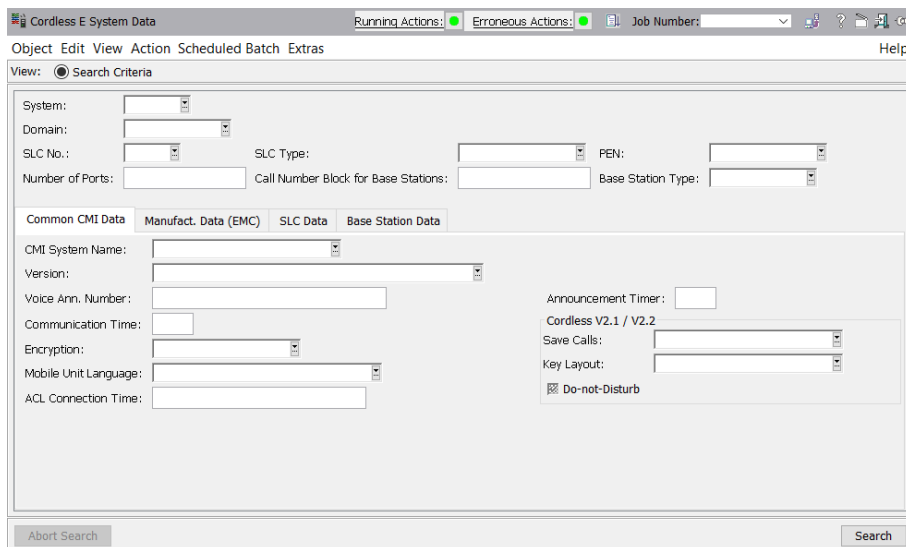 Cordless E System Data Running Actions: Erroneous Actions: Job Number:
Object Edit View Action Scheduled Batch Extras Help
View: Search Criteria
System:
Domain:
SLC No.: SLC Type: PEN:
Number of Ports: Call Number Block for Base Stations: Base Station Type:
Common CMI Data Manufact. Data (EMC) SLC Data Base Station Data
CMI System Name:
Version:
Voice Ann. Number: Announcement Timer:
Communication Time: Cordless V2.1 / V2.2
Encryption: Save Calls:
Mobile Unit Language: Key Layout:
ACL Connection Time: Do-not-Disturb
Abort Search Search